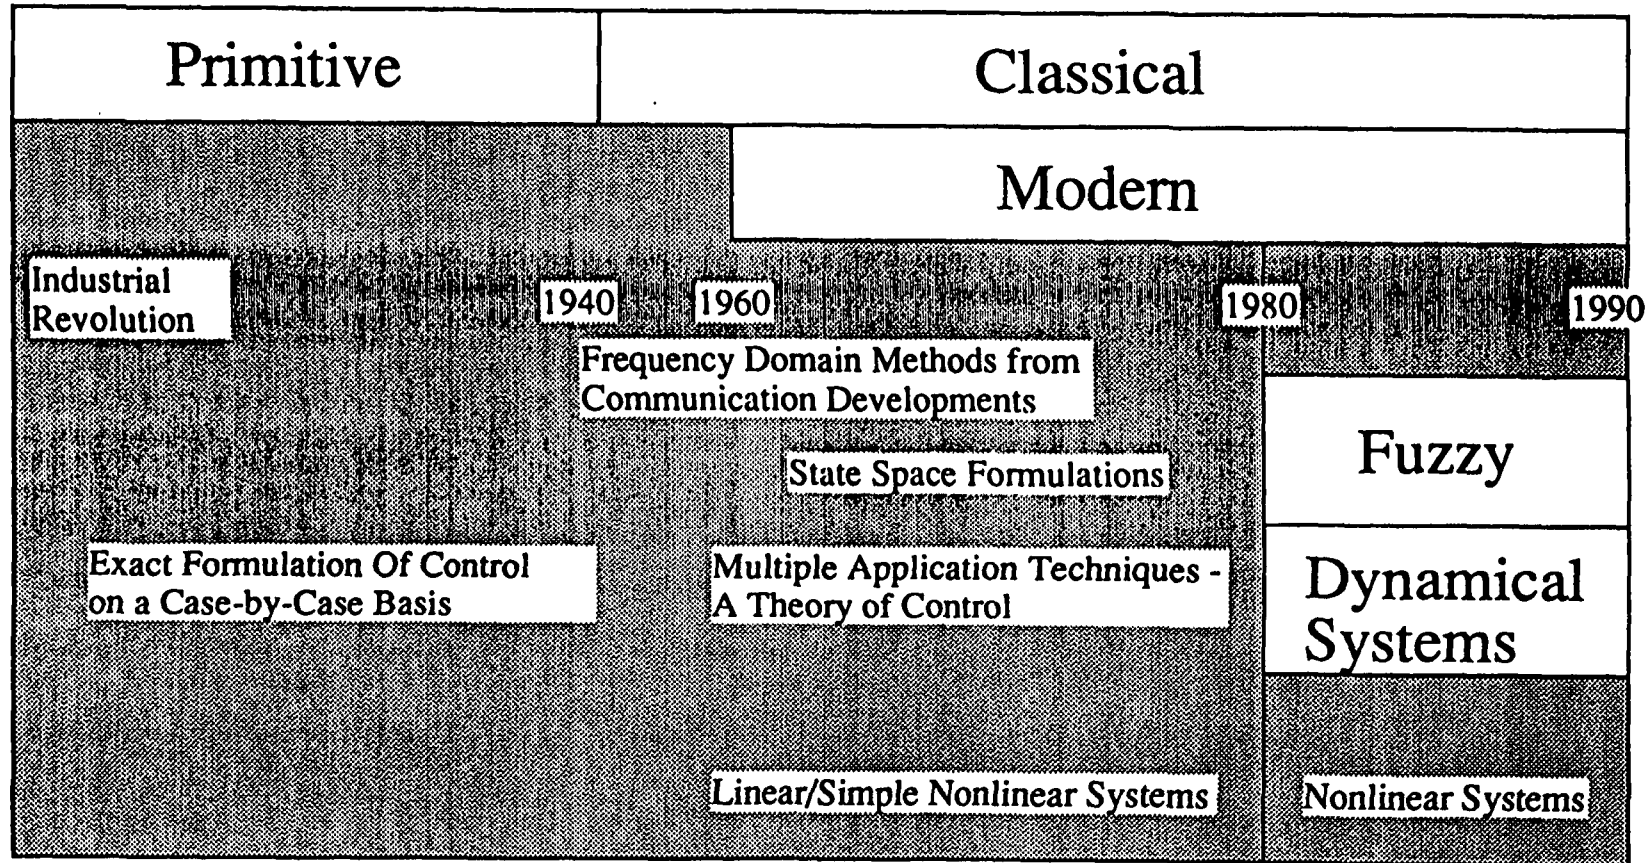 Primitive
Classical
Modern
Industrial
Revolution
1940
1960
1980
1990
Frequency Domain Methods from
Communication Developments
State Space Formulations
Fuzzy
Exact Formulation Of Control
on a Case-by-Case Basis
Multiple Application Techniques -
A Theory of Control
Dynamical
Systems
Linear/Simple Nonlinear Systems
Nonlinear Systems